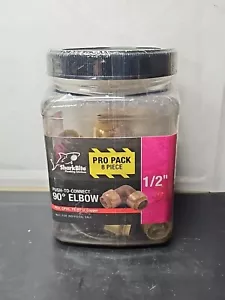 SharkBite
PRO PACK
6 PIECE
PUSH-TO-CONNECT
90° ELBOW
1/2"